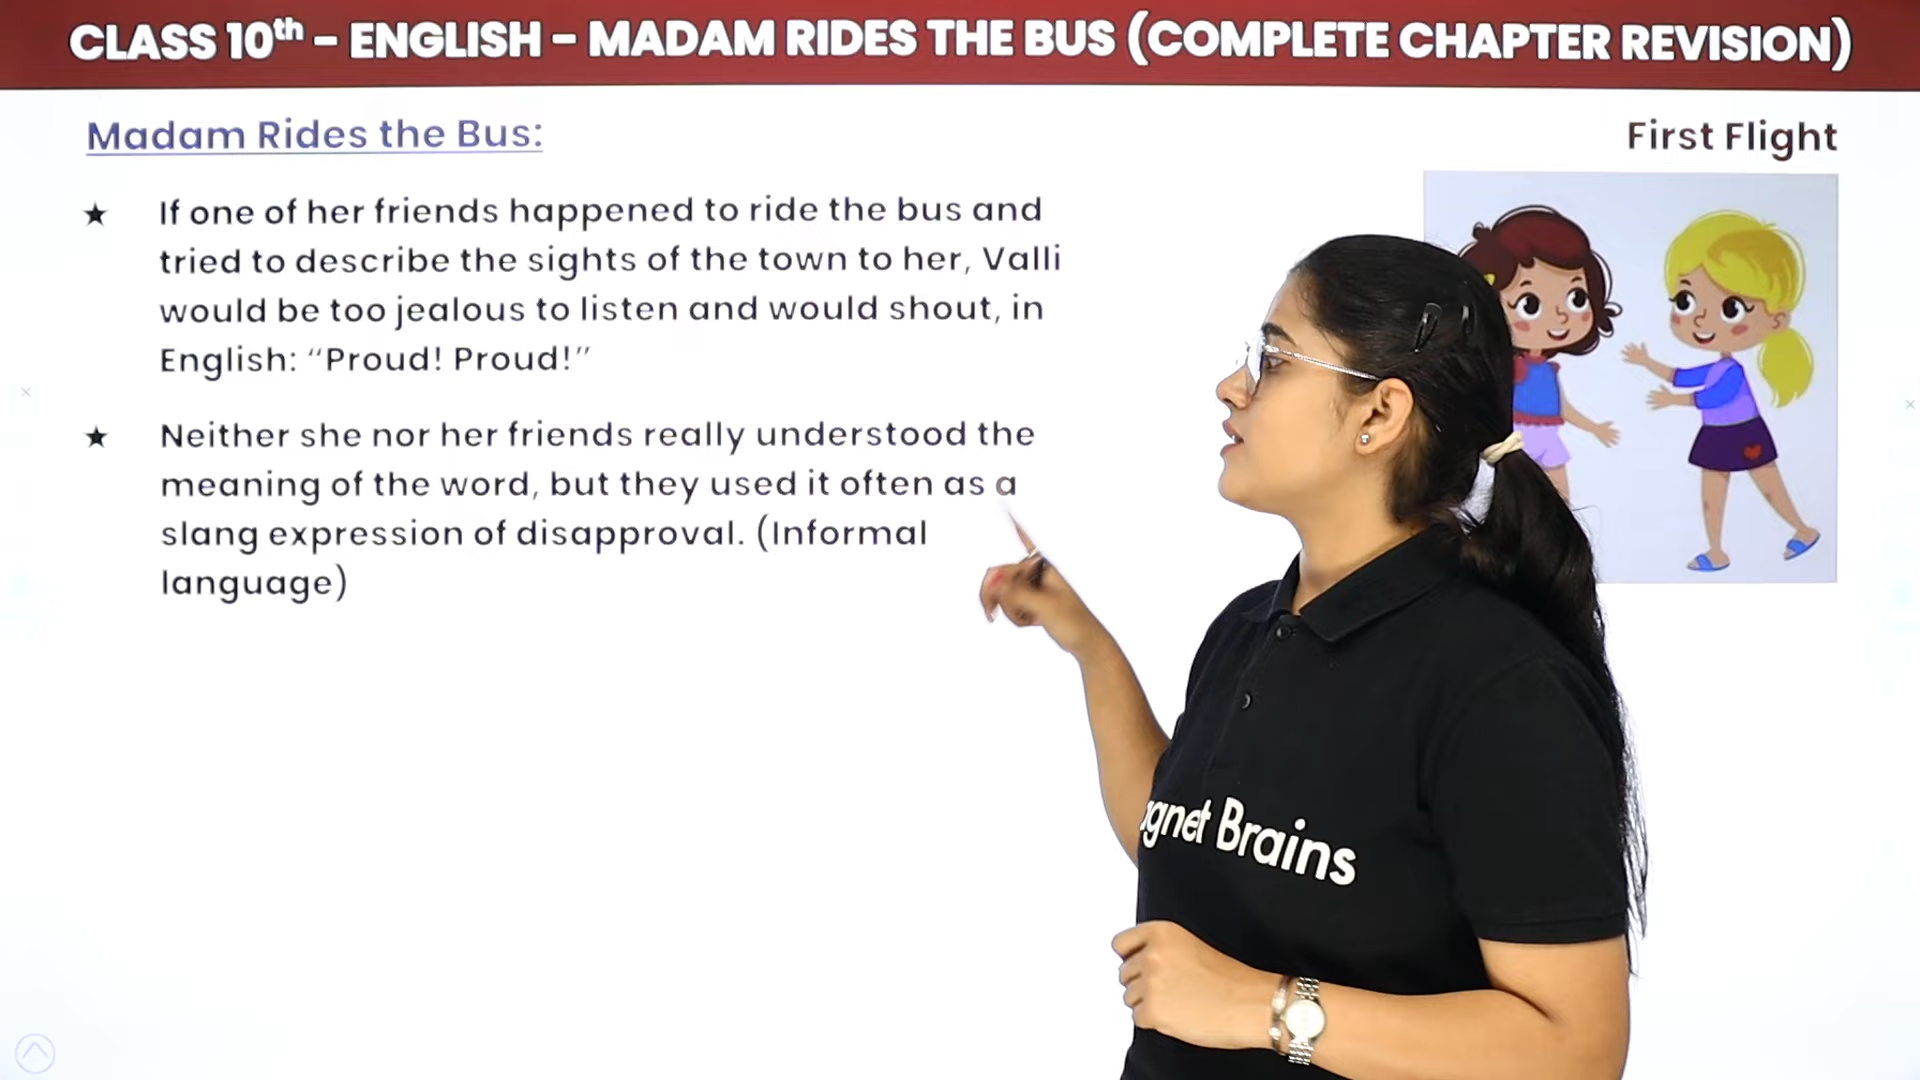 CLASS 10th - ENGLISH - MADAM RIDES THE BUS (COMPLETE CHAPTER REVISION)
Madam Rides the Bus:
First Flight
★ If one of her friends happened to ride the bus and
tried to describe the sights of the town to her, Valli
would be too jealous to listen and would shout, in
English: “Proud! Proud!”
★ Neither she nor her friends really understood the
meaning of the word, but they used it often as a
slang expression of disapproval. (Informal
language)
agnet Brains